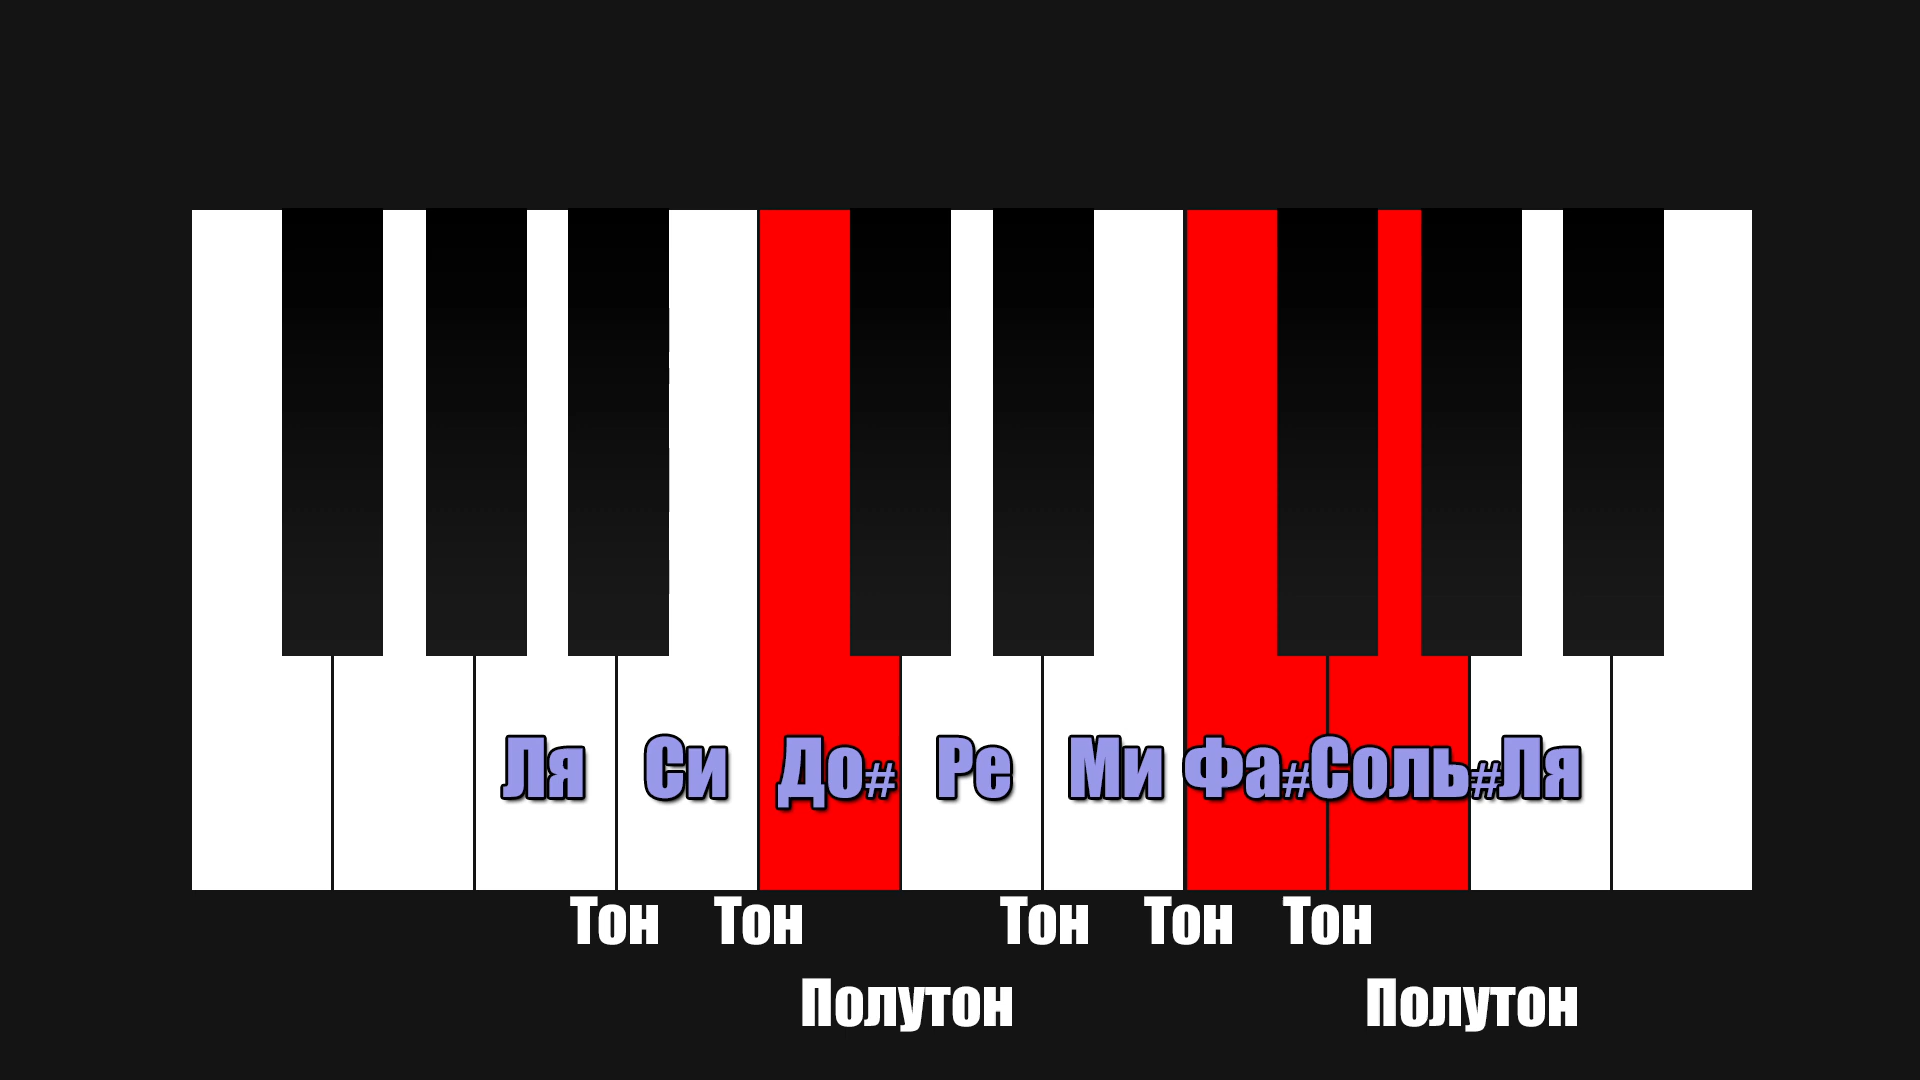 Ля Си До# Ре Ми Фа# Соль# Ля
Тон Тон Тон Тон Тон
Полутон Полутон